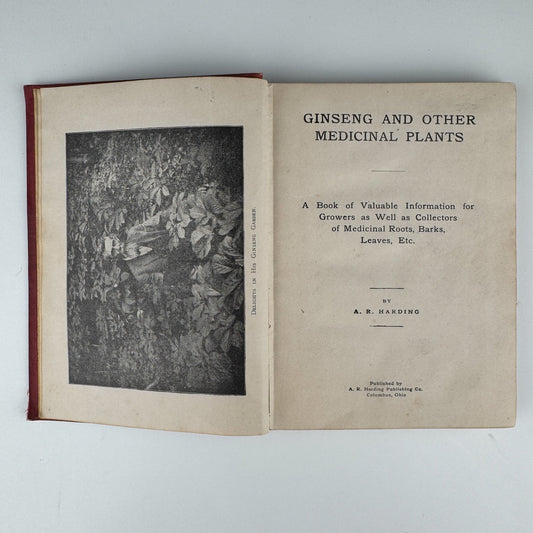 Delights in His Ginseng Garden.
GINSENG AND OTHER
MEDICINAL PLANTS
A Book of Valuable Information for
Growers as Well as Collectors
of Medicinal Roots, Barks,
Leaves, Etc.
BY
A. R. HARDING
Published by
A. R. Harding Publishing Co.
Columbus, Ohio